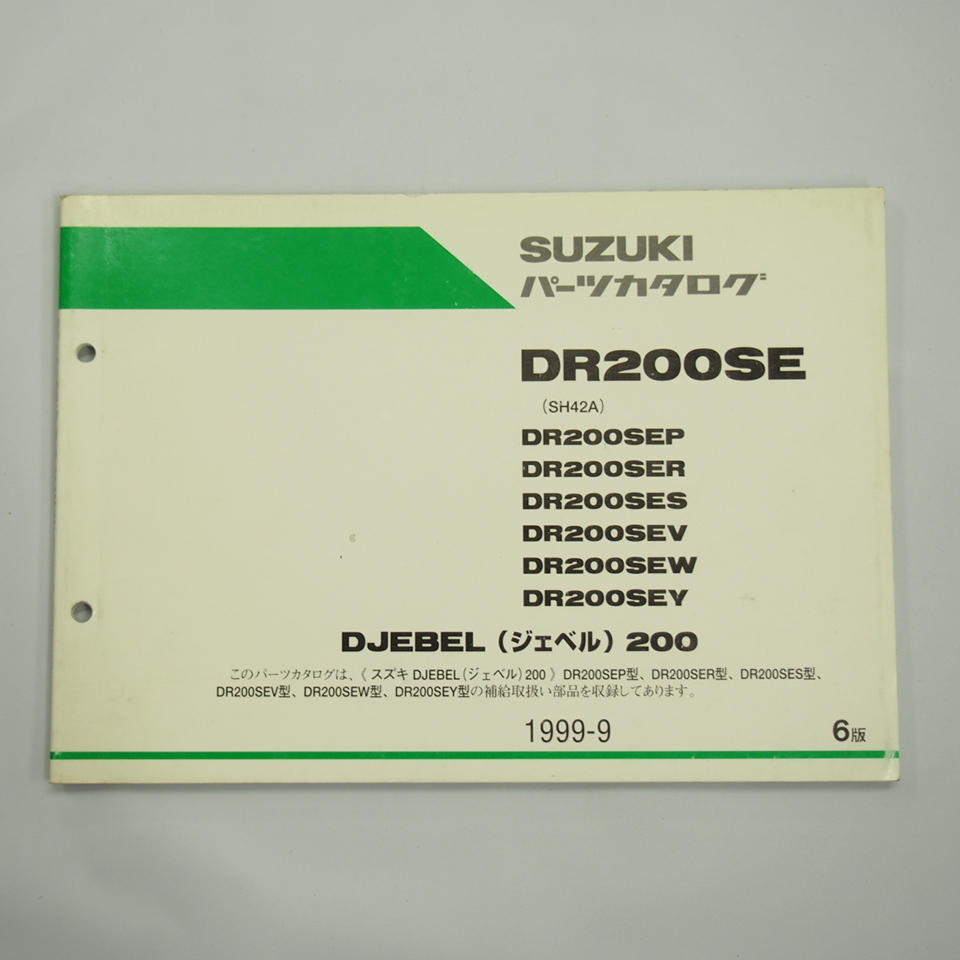 SUZUKI
パーツカタログ
DR200SE
（SH42A）
DR200SEP
DR200SER
DR200SES
DR200SEV
DR200SEW
DR200SEY
DJEBEL（ジェベル）200
このパーツカタログは、《 スズキ DJEBEL（ジェベル）200 》DR200SEP型、DR200SER型、DR200SES型、
DR200SEV型、DR200SEW型、DR200SEY型の補給取扱い部品を収録してあります。
1999-9 6版